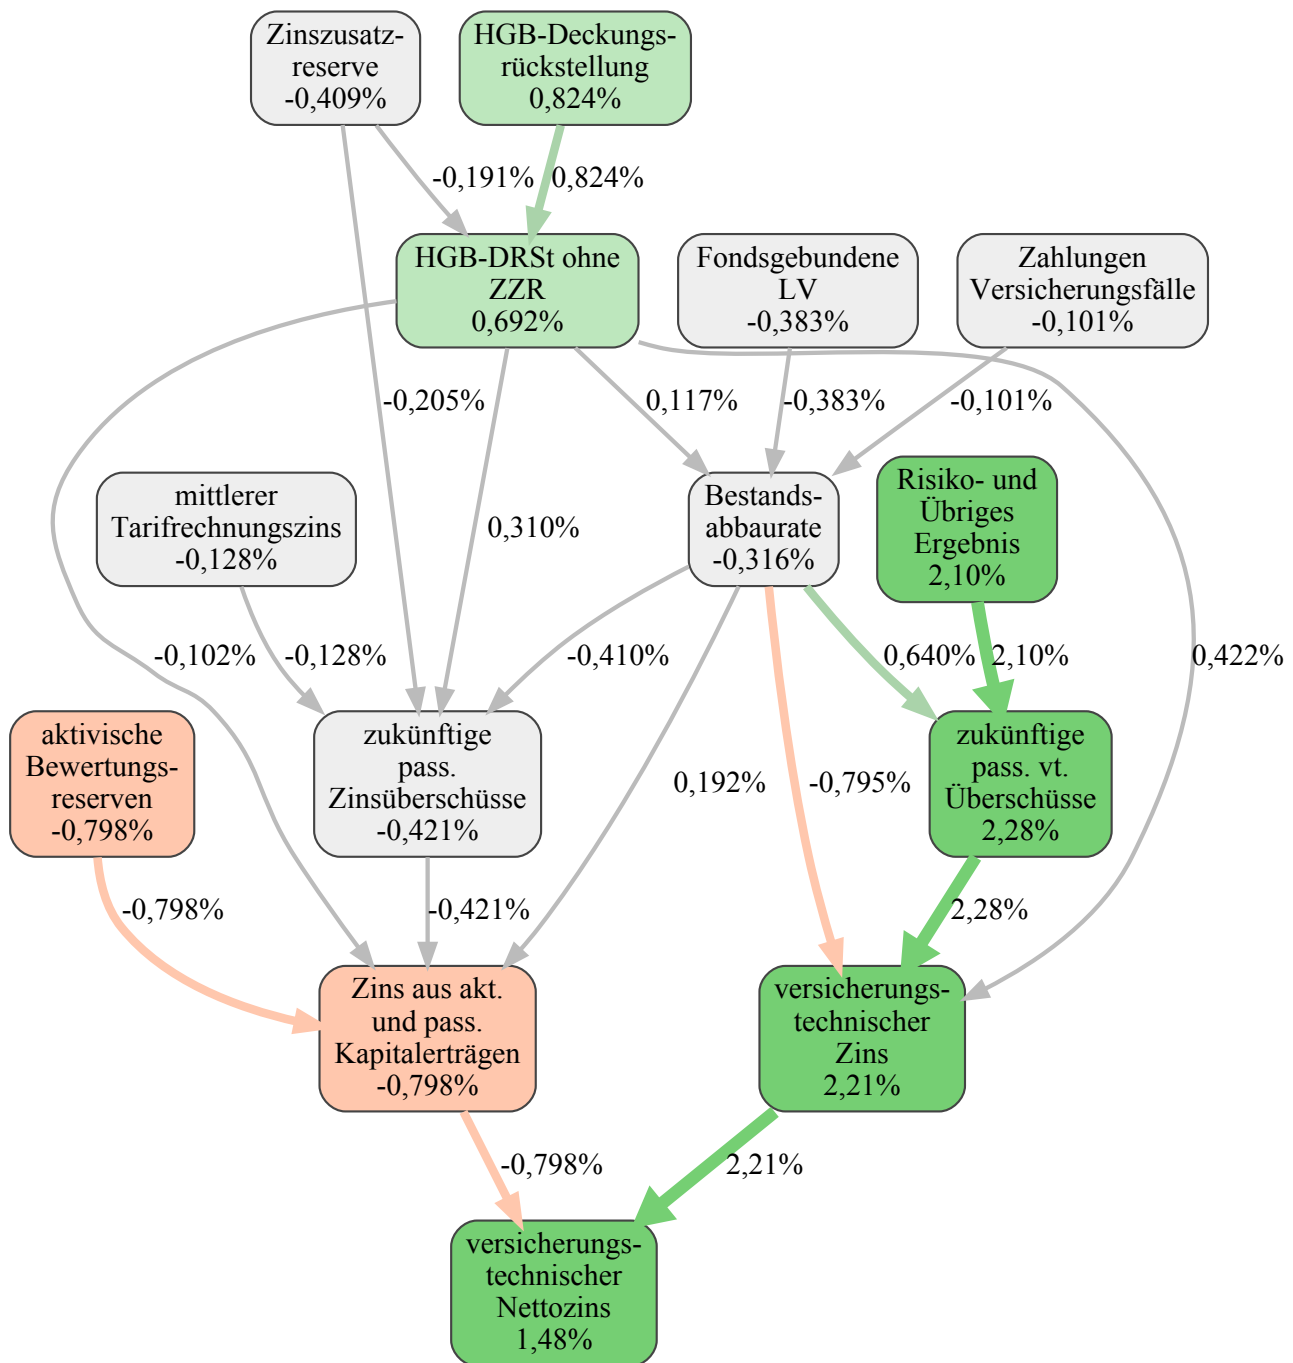 Zinszusatz-
reserve
-0,409%
HGB-Deckungs-
rückstellung
0,824%
-0,191%
0,824%
HGB-DRSt ohne
ZZR
0,692%
Fondsgebundene
LV
-0,383%
Zahlungen
Versicherungsfälle
-0,101%
-0,205%
0,117%
-0,383%
-0,101%
mittlerer
Tarifrechnungszins
-0,128%
0,310%
Bestands-
abbaurate
-0,316%
Risiko- und
Übriges
Ergebnis
2,10%
-0,102%
-0,128%
-0,410%
0,640%
2,10%
0,422%
aktivische
Bewertungs-
reserven
-0,798%
zukünftige
pass.
Zinsüberschüsse
-0,421%
0,192%
-0,795%
zukünftige
pass. vt.
Überschüsse
2,28%
-0,798%
-0,421%
2,28%
Zins aus akt.
und pass.
Kapitalerträgen
-0,798%
versicherungs-
technischer
Zins
2,21%
-0,798%
2,21%
versicherungs-
technischer
Nettozins
1,48%